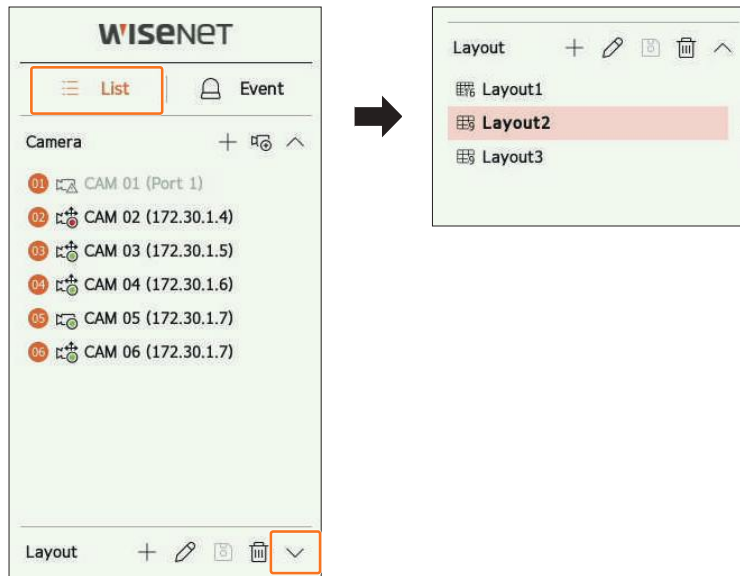 WISENET
List
Event
Camera
01 CAM 01 (Port 1)
02 CAM 02 (172.30.1.4)
03 CAM 03 (172.30.1.5)
04 CAM 04 (172.30.1.6)
05 CAM 05 (172.30.1.7)
06 CAM 06 (172.30.1.7)
Layout
Layout
Layout1
Layout2
Layout3